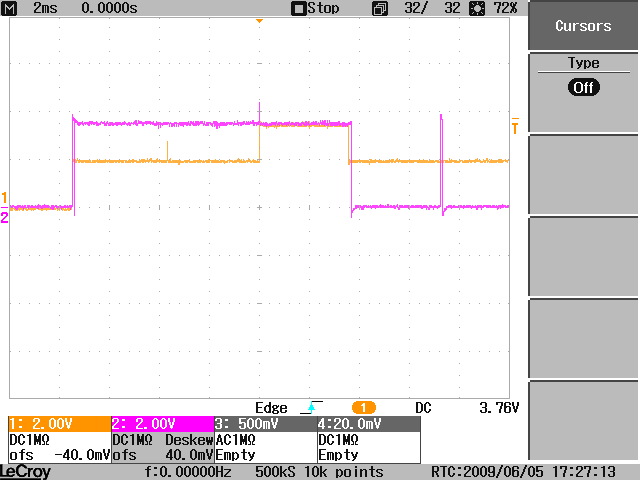 M 2ms 0.0000s Stop 32/ 32 72%
Cursors
Type
Off
T
1
2
Edge 1 DC 3.76V
1: 2.00V 2: 2.00V 3: 500mV 4:20.0mV
DC1MΩ DC1MΩ Deskew AC1MΩ DC1MΩ
ofs -40.0mV ofs 40.0mV Empty Empty
LeCroy f:0.00000Hz 500kS 10k points RTC:2009/06/05 17:27:13